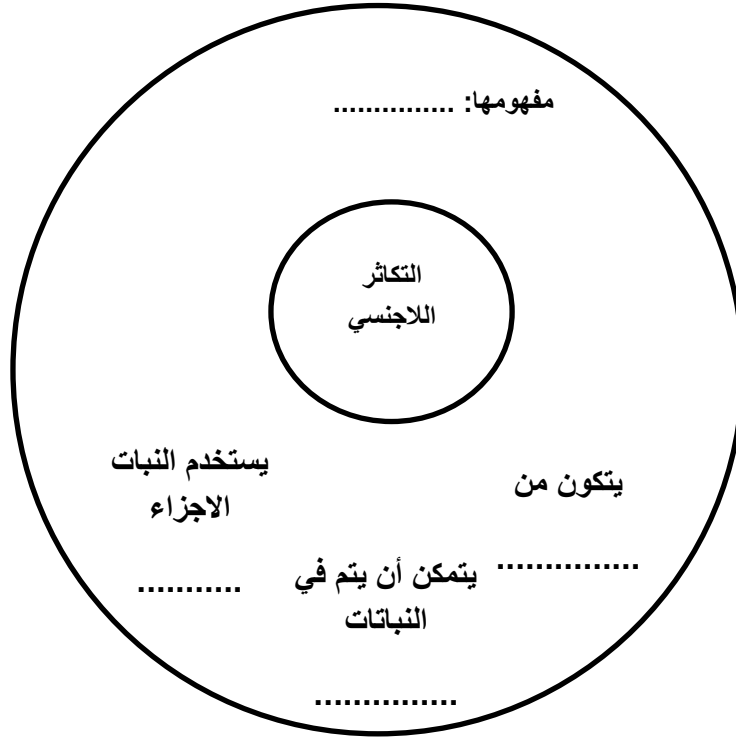 مفهومها: ...............
التكاثر
اللاجنسي
يتكون من
...............
يستخدم النبات
الاجزاء
...........
يتمكن أن يتم في
النباتات
...............